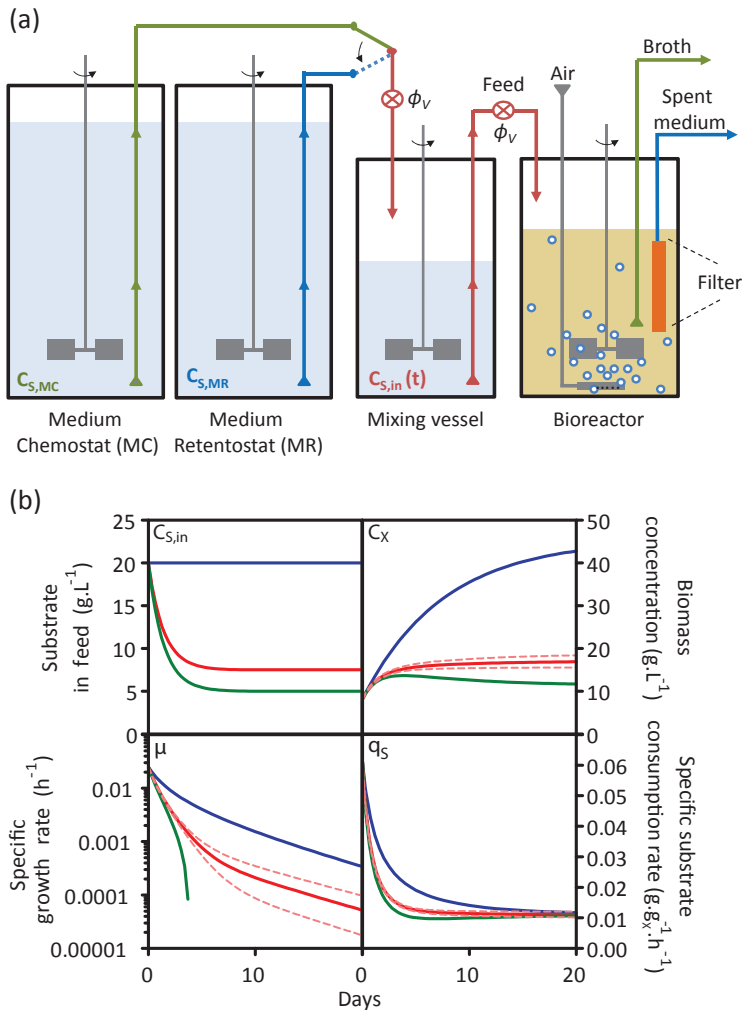 (a)
Broth
Air
Feed
Spent
medium
ϕV
ϕV
Filter
CS,MC
CS,MR
CS,in (t)
Medium
Chemostat (MC)
Medium
Retentostat (MR)
Mixing vessel
Bioreactor
(b)
Substrate
in feed (g.L-1)
25
20
15
10
5
0
CS,in
CX
50
40
30
20
10
0
Biomass
concentration (g.L-1)
Specific
growth rate (h-1)
0.01
0.001
0.0001
0.00001
μ
qS
0.06
0.05
0.04
0.03
0.02
0.01
0.00
Specific substrate
consumption rate (g.gX-1.h-1)
0
10
0
10
20
Days